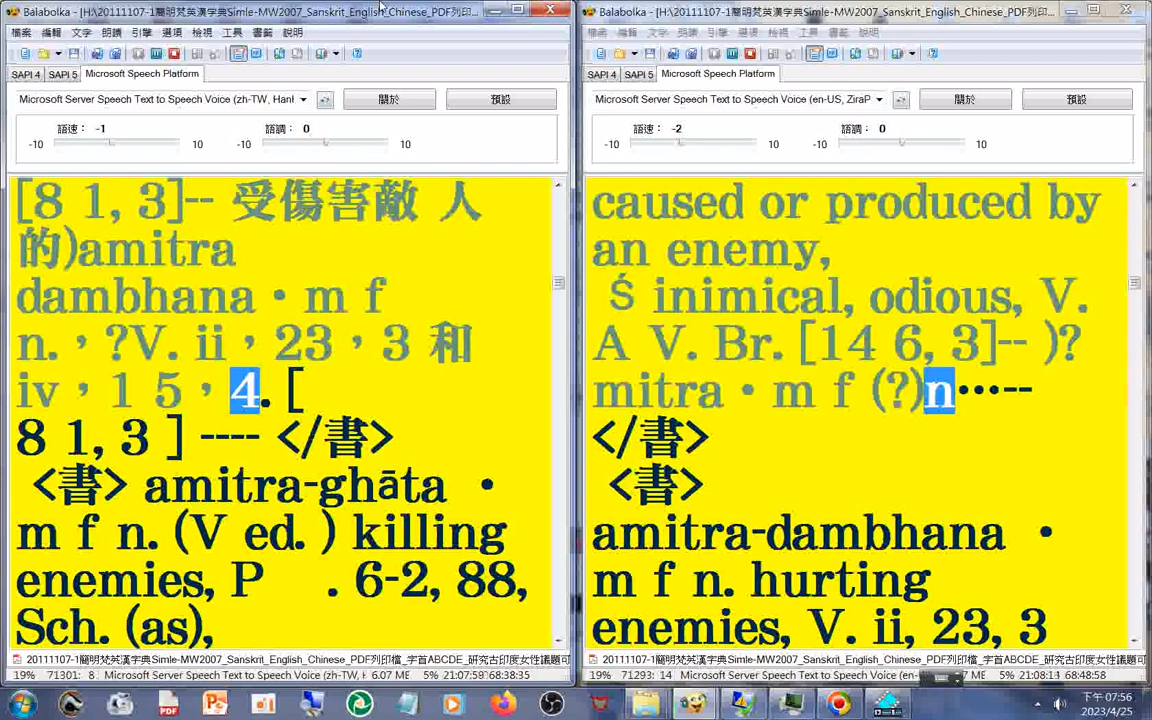 Balabolka - [H:\20111107-1簡明梵英漢字典Simle-MW2007_Sanskrit_English_Chinese_PDF列印...
檔案 編輯 文字 朗讀 引擎 選項 檢視 工具 書籤 說明
SAPI 4 SAPI 5 Microsoft Speech Platform
Microsoft Server Speech Text to Speech Voice (zh-TW, Hanl
關於 預設
語速： -1 語調： 0
-10 10 -10 10
[8 1, 3]-- 受傷害敵 人
的)amitra
dambhana・m f
n.，?V. ii，23，3 和
iv，1 5，4. [
8 1, 3 ] ---- </書>
<書> amitra-ghāta ・
m f n. (V ed. ) killing
enemies, P . 6-2, 88,
Sch. (as),
20111107-1簡明梵英漢字典Simle-MW2007_Sanskrit_English_Chinese_PDF列印檔_字首ABCDE_研究古印度女性議題可
19% 71301: 8 Microsoft Server Speech Text to Speech Voice (zh-TW, 6.07 MB 5% 21:07:59 68:38:35
Balabolka - [H:\20111107-1簡明梵英漢字典Simle-MW2007_Sanskrit_English_Chinese_PDF列印...
檔案 編輯 文字 朗讀 引擎 選項 檢視 工具 書籤 說明
SAPI 4 SAPI 5 Microsoft Speech Platform
Microsoft Server Speech Text to Speech Voice (en-US, ZiraP
關於 預設
語速： -2 語調： 0
-10 10 -10 10
caused or produced by
an enemy,
Ś inimical, odious, V.
A V. Br. [14 6, 3]-- )?
mitra・m f (?)n…--
</書>
<書>
amitra-dambhana ・
m f n. hurting
enemies, V. ii, 23, 3
20111107-1簡明梵英漢字典Simle-MW2007_Sanskrit_English_Chinese_PDF列印檔_字首ABCDE_研究古印度女性議題可
19% 71293: 14 Microsoft Server Speech Text to Speech Voice (en-US, 6.07 MB 5% 21:08:14 68:48:58
下午 07:56
2023/4/25